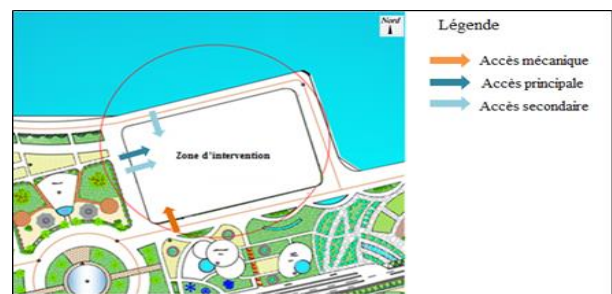 Nord
Légende
Accès mécanique
Accès principale
Accès secondaire
Zone d'intervention